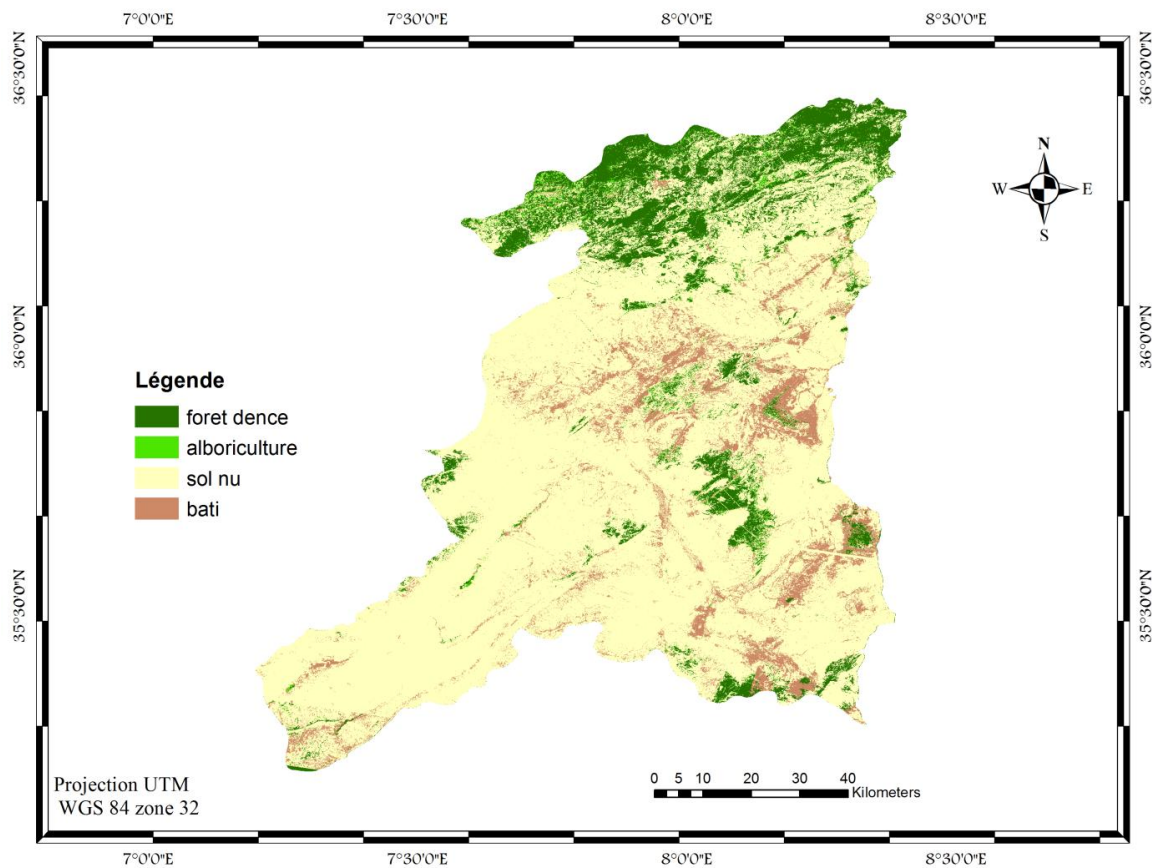 7°0'0"E 7°30'0"E 8°0'0"E 8°30'0"E
36°30'0"N 36°30'0"N
N
W E
S
36°0'0"N 36°0'0"N
Légende
foret dence
alboriculture
sol nu
bati
35°30'0"N 35°30'0"N
Projection UTM
WGS 84 zone 32
0 5 10 20 30 40
Kilometers
7°0'0"E 7°30'0"E 8°0'0"E 8°30'0"E